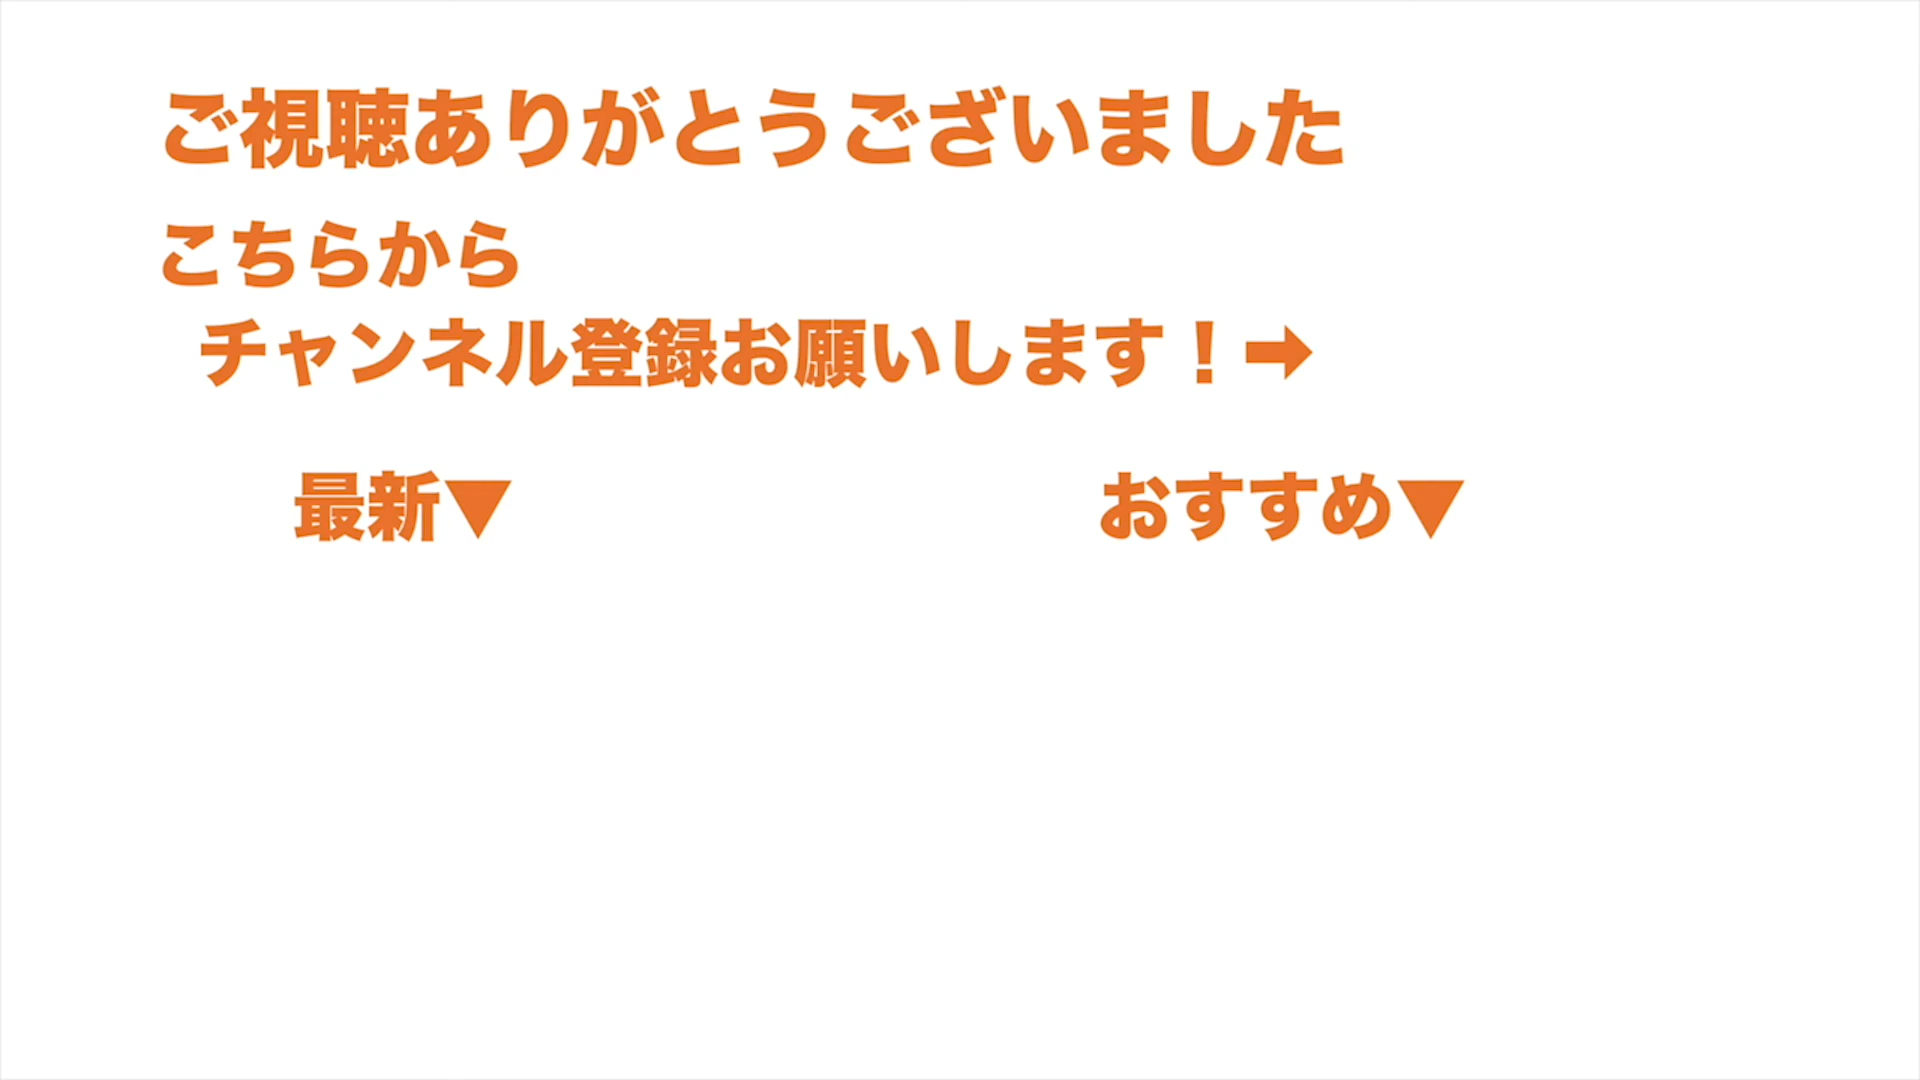 ご視聴ありがとうございました
こちらから
チャンネル登録お願いします！➡
最新▼
おすすめ▼